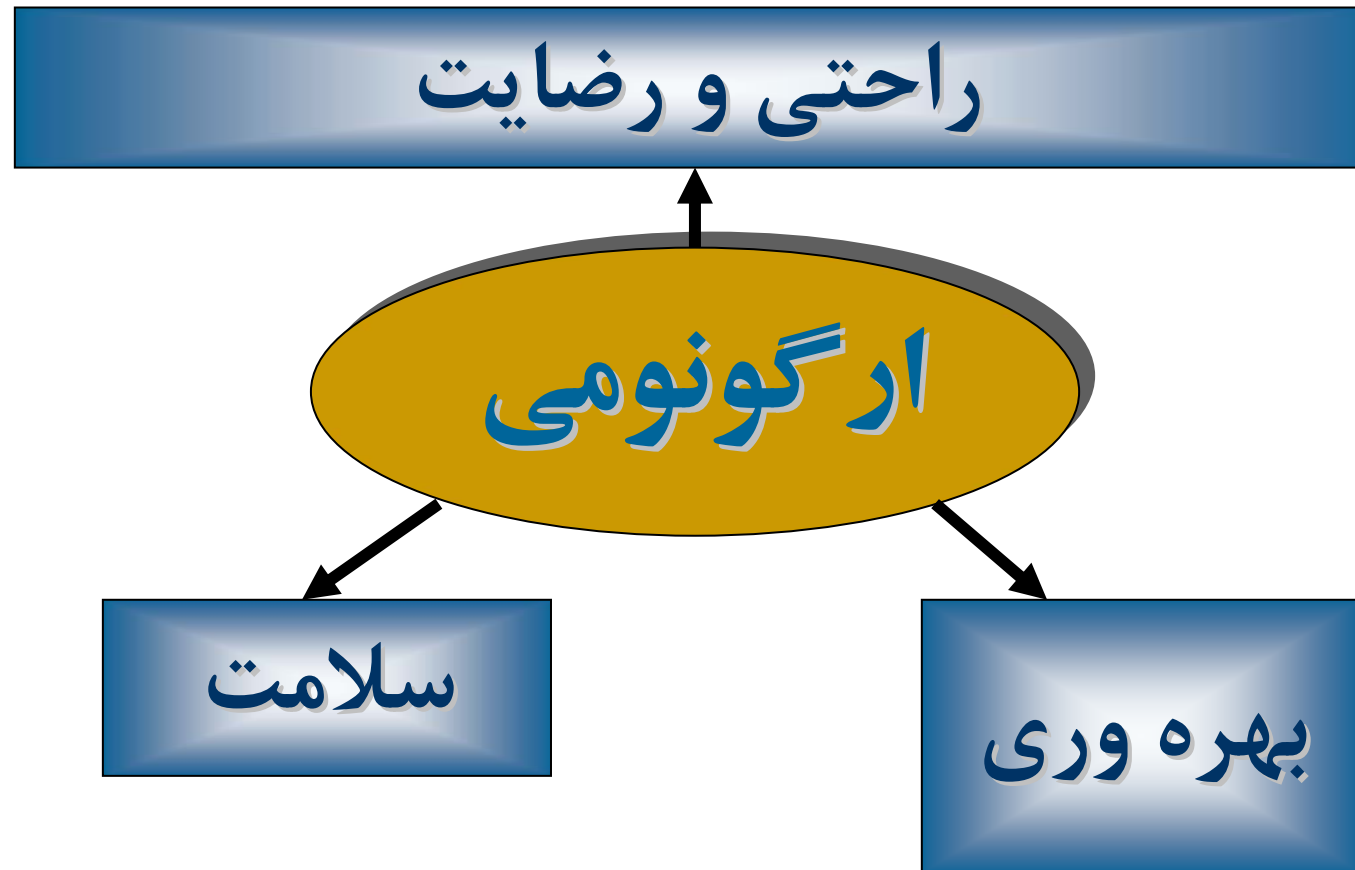 راحتی و رضایت
ارگونومی
بهره وری
سلامت